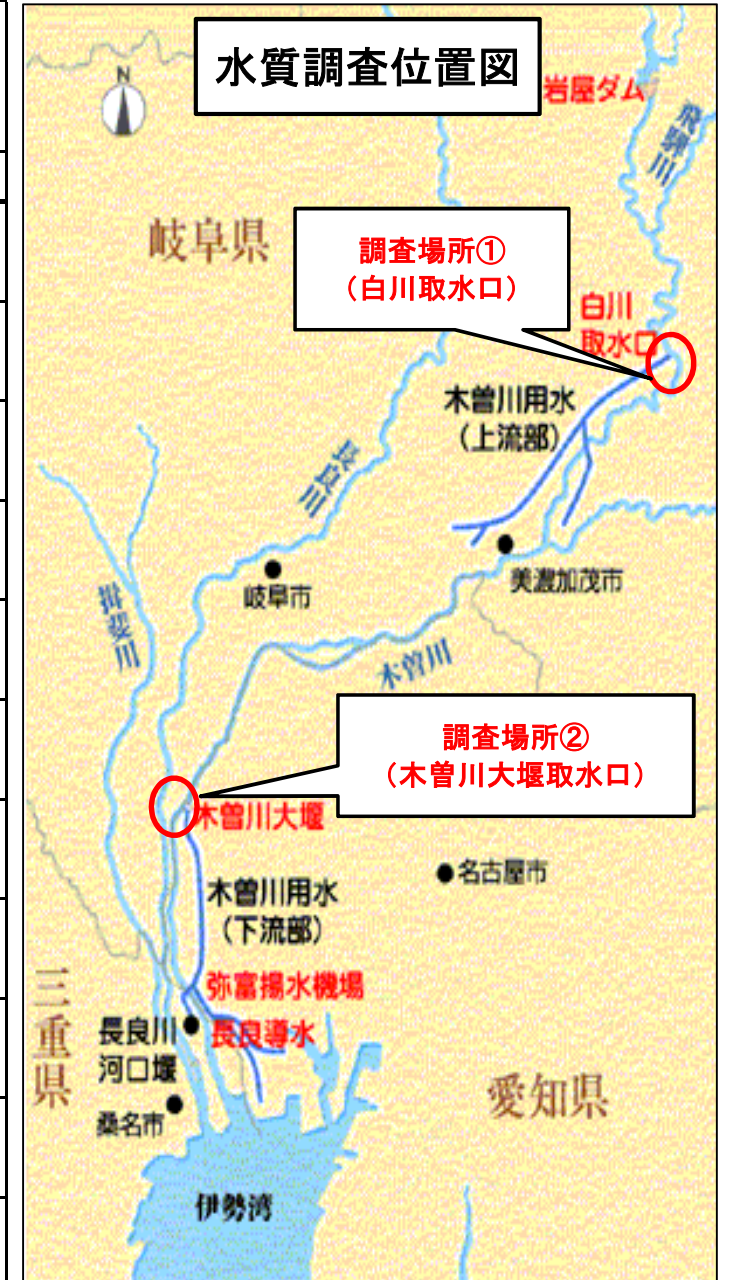 水質調査位置図
N
岩屋ダム
飛騨川
岐阜県
調査場所①
（白川取水口）
白川
取水口
木曽川用水
（上流部）
長良川
岐阜市
美濃加茂市
揖斐川
木曽川
調査場所②
（木曽川大堰取水口）
木曽川大堰
名古屋市
木曽川用水
（下流部）
弥富揚水機場
三重県
長良川
河口堰
長良導水
桑名市
愛知県
伊勢湾